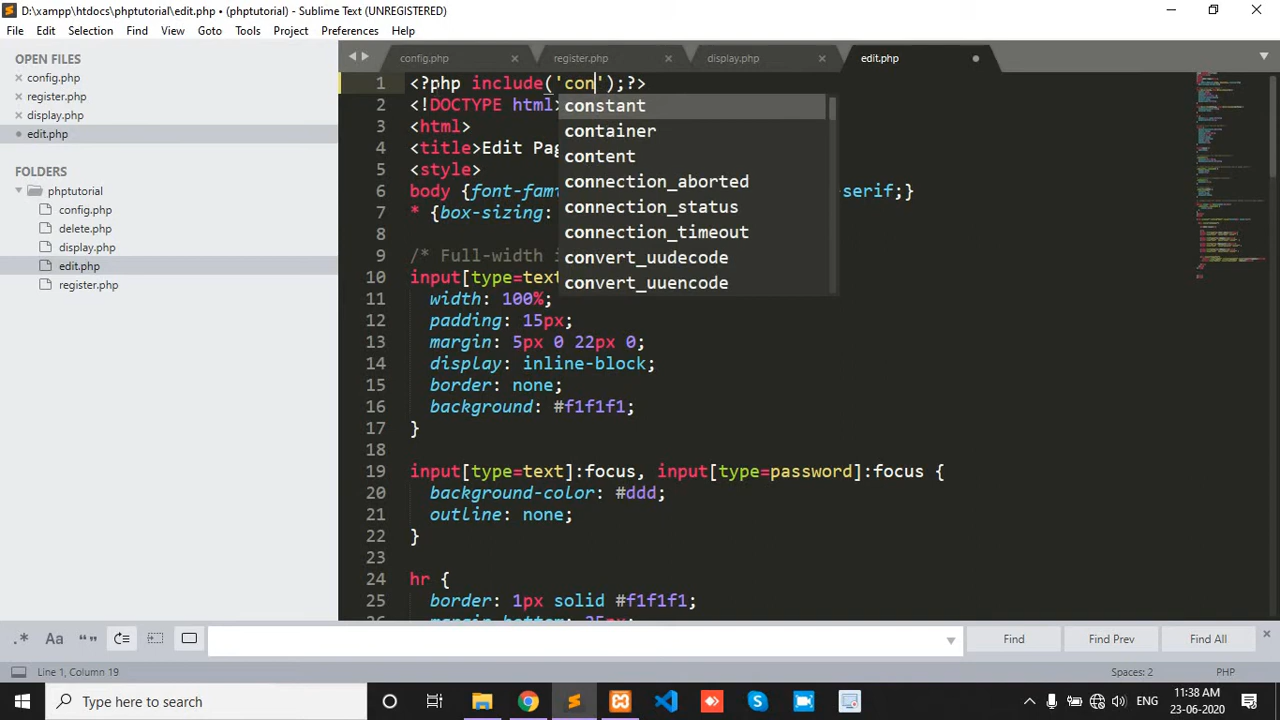 D:\xampp\htdocs\phptutorial\edit.php • (phptutorial) - Sublime Text (UNREGISTERED)
File Edit Selection Find View Goto Tools Project Preferences Help
OPEN FILES
config.php
register.php
display.php
edit.php
FOLDERS
phptutorial
config.php
delete.php
display.php
edit.php
register.php
config.php register.php display.php edit.php
1 <?php include('con');?>
2 <!DOCTYPE html>
3 <html>
4 <title>Edit Pag
5 <style>
6 body {font-fam serif;}
7 * {box-sizing:
8
9 /* Full-width i
10 input[type=text
11 width: 100%;
12 padding: 15px;
13 margin: 5px 0 22px 0;
14 display: inline-block;
15 border: none;
16 background: #f1f1f1;
17 }
18
19 input[type=text]:focus, input[type=password]:focus {
20 background-color: #ddd;
21 outline: none;
22 }
23
24 hr {
25 border: 1px solid #f1f1f1;
26 margin-bottom: 25px;
constant
container
content
connection_aborted
connection_status
connection_timeout
convert_uudecode
convert_uuencode
.* Aa “” Find Find Prev Find All
Line 1, Column 19 Spaces: 2 PHP
Type here to search
ENG 11:38 AM
23-06-2020